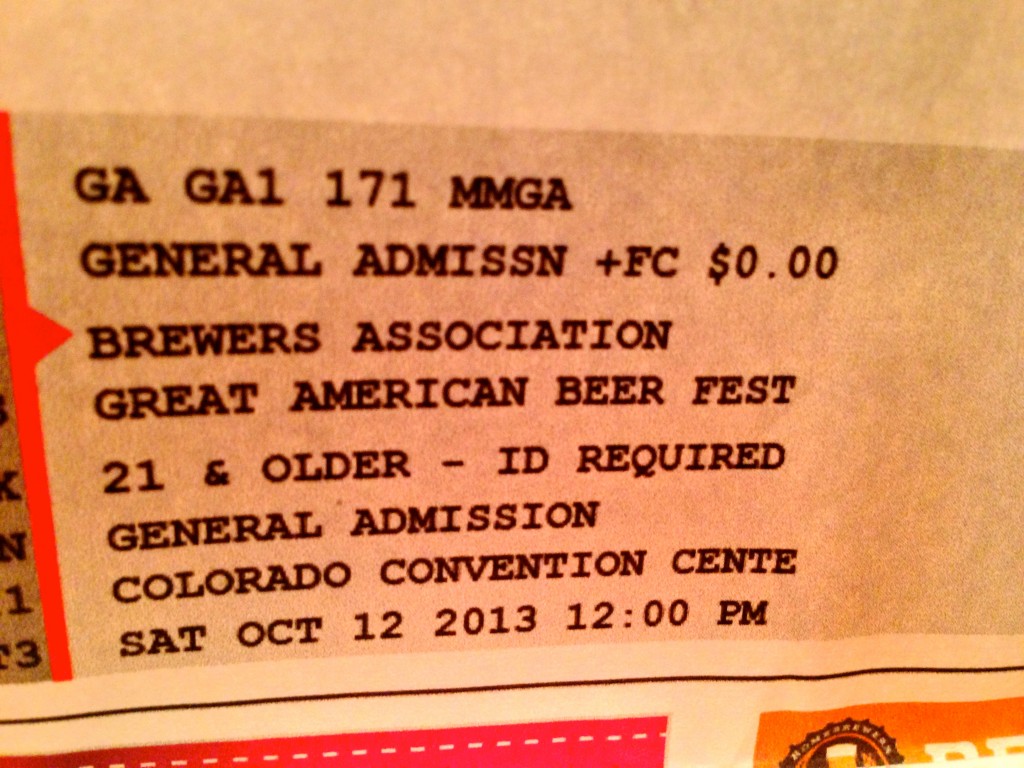 GA GA1 171 MMGA
GENERAL ADMISSN +FC $0.00
BREWERS ASSOCIATION
GREAT AMERICAN BEER FEST
21 & OLDER - ID REQUIRED
GENERAL ADMISSION
COLORADO CONVENTION CENTE
SAT OCT 12 2013 12:00 PM